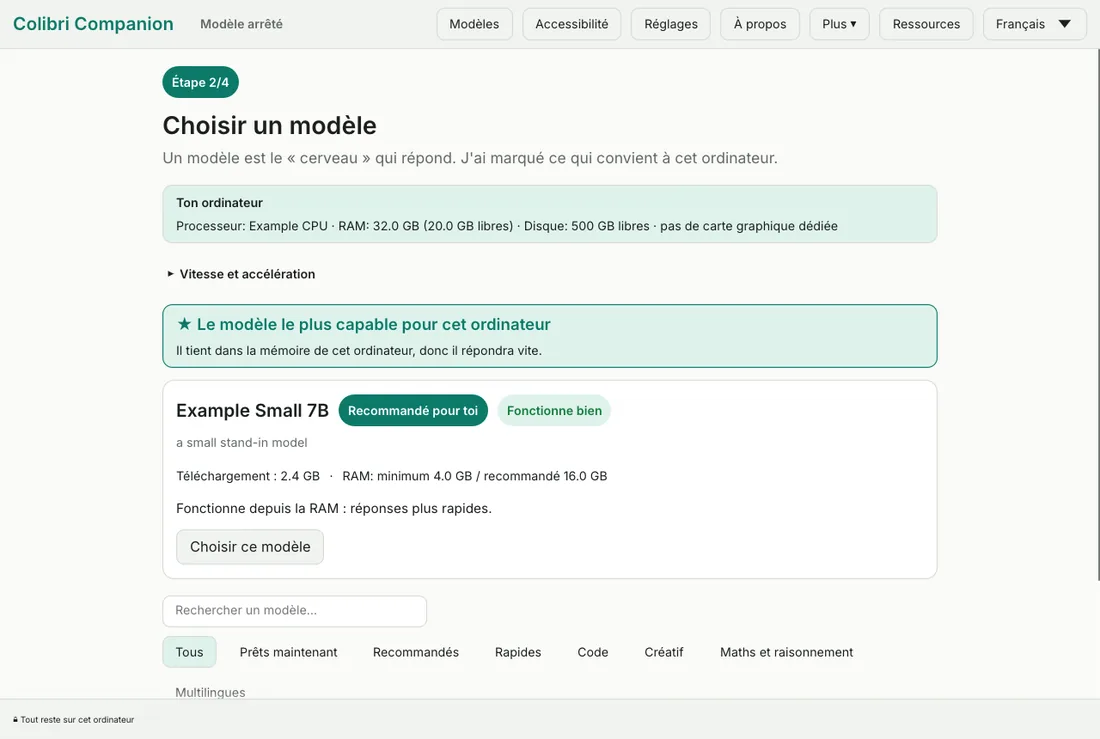 Colibri Companion Modèle arrêté Modèles Accessibilité Réglages À propos Plus ▾ Ressources Français ▼
Étape 2/4
Choisir un modèle
Un modèle est le « cerveau » qui répond. J'ai marqué ce qui convient à cet ordinateur.
Ton ordinateur
Processeur: Example CPU · RAM: 32.0 GB (20.0 GB libres) · Disque: 500 GB libres · pas de carte graphique dédiée
▸ Vitesse et accélération
★ Le modèle le plus capable pour cet ordinateur
Il tient dans la mémoire de cet ordinateur, donc il répondra vite.
Example Small 7B Recommandé pour toi Fonctionne bien
a small stand-in model
Téléchargement : 2.4 GB · RAM: minimum 4.0 GB / recommandé 16.0 GB
Fonctionne depuis la RAM : réponses plus rapides.
Choisir ce modèle
Rechercher un modèle...
Tous Prêts maintenant Recommandés Rapides Code Créatif Maths et raisonnement
Multilingues
Tout reste sur cet ordinateur